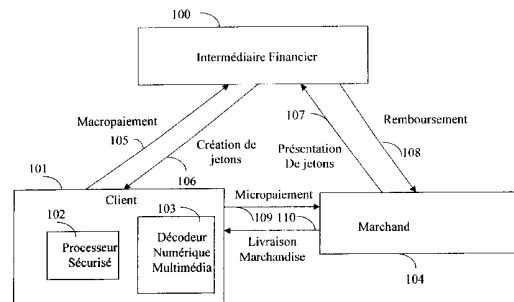 100
Intermédiaire Financier
Macropaiement
105
Création de
jetons
106
107
Présentation
De jetons
Remboursement
108
101
Client
102
Processeur
Sécurisé
103
Décodeur
Numérique
Multimédia
Micropaiement
109
110
Livraison
Marchandise
Marchand
104